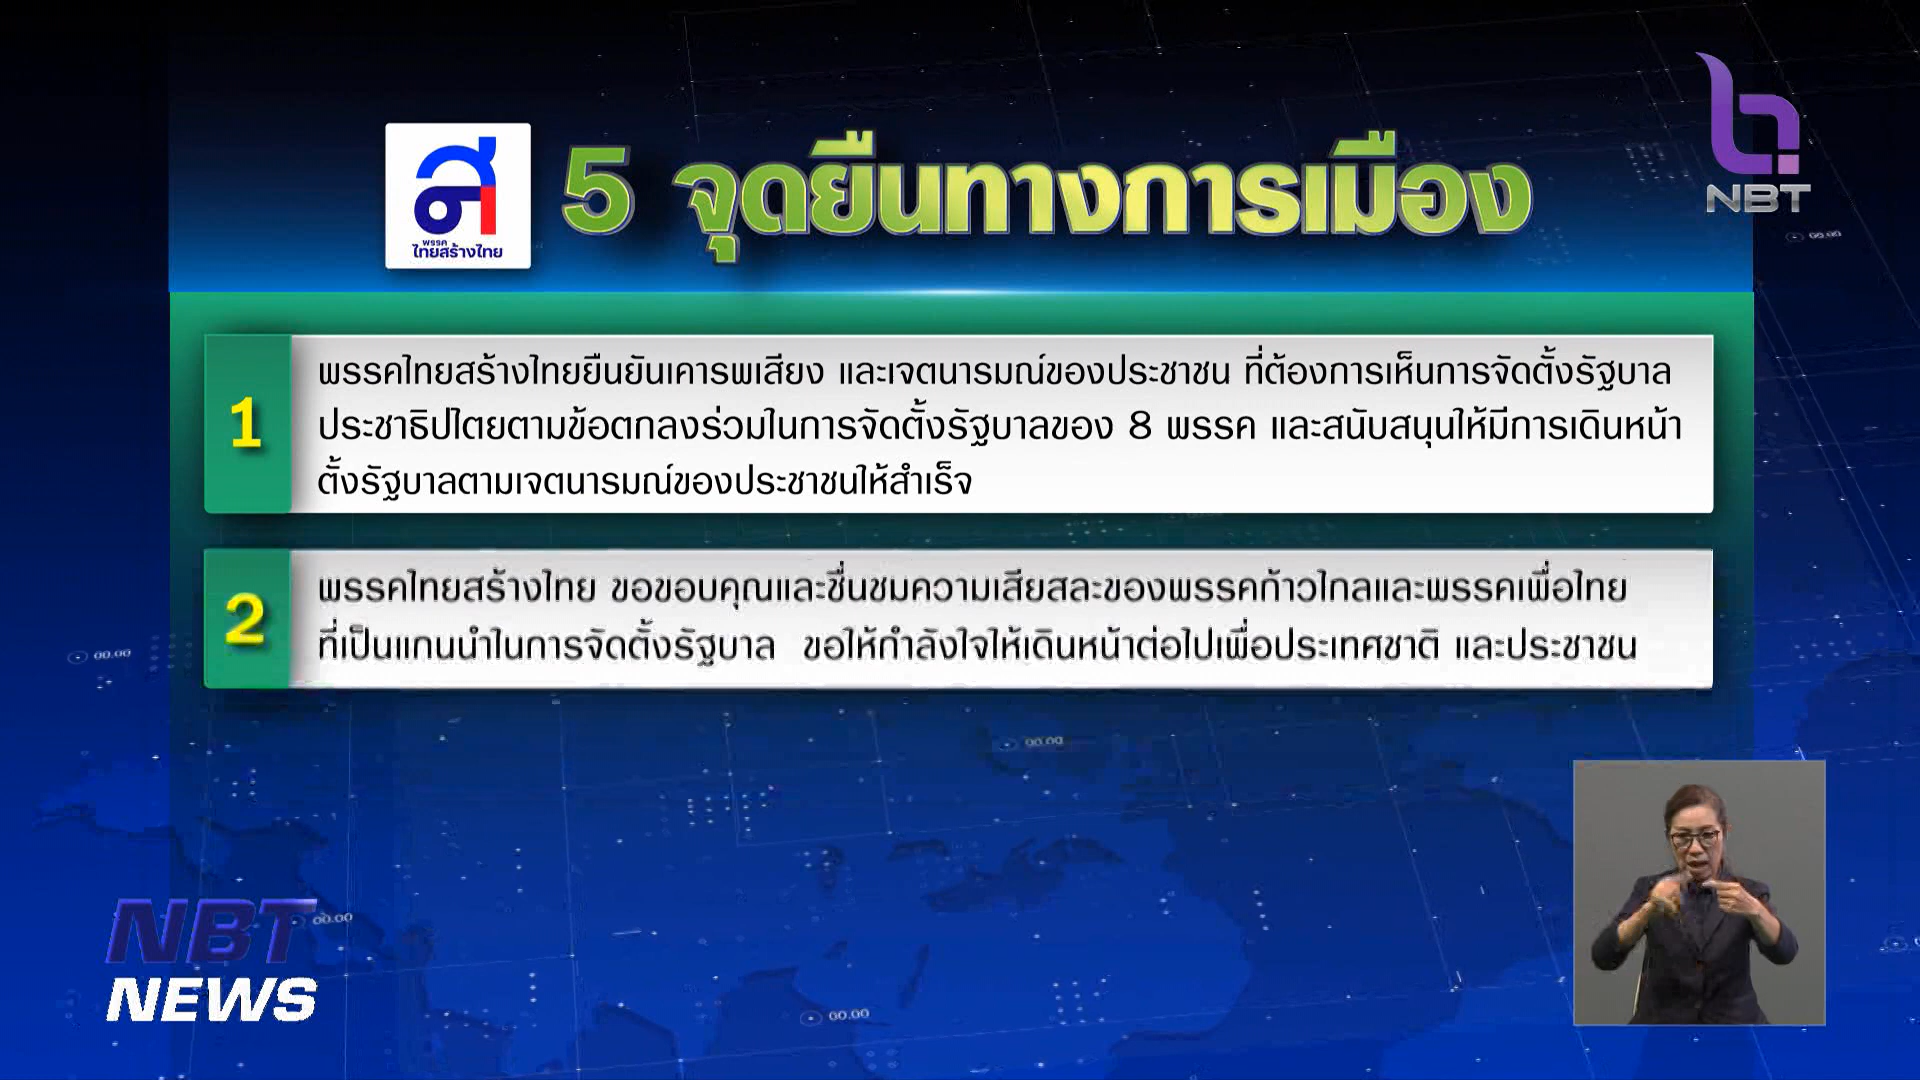 NBT
พรรค
ไทยสร้างไทย
5 จุดยืนทางการเมือง
1
พรรคไทยสร้างไทยยืนยันเคารพเสียง และเจตนารมณ์ของประชาชน ที่ต้องการเห็นการจัดตั้งรัฐบาล
ประชาธิปไตยตามข้อตกลงร่วมในการจัดตั้งรัฐบาลของ 8 พรรค และสนับสนุนให้มีการเดินหน้า
ตั้งรัฐบาลตามเจตนารมณ์ของประชาชนให้สำเร็จ
2
พรรคไทยสร้างไทย ขอขอบคุณและชื่นชมความเสียสละของพรรคก้าวไกลและพรรคเพื่อไทย
ที่เป็นแกนนำในการจัดตั้งรัฐบาล ขอให้กำลังใจให้เดินหน้าต่อไปเพื่อประเทศชาติ และประชาชน
00.00
00.00
00.00
00.00
00.00
NBT
NEWS